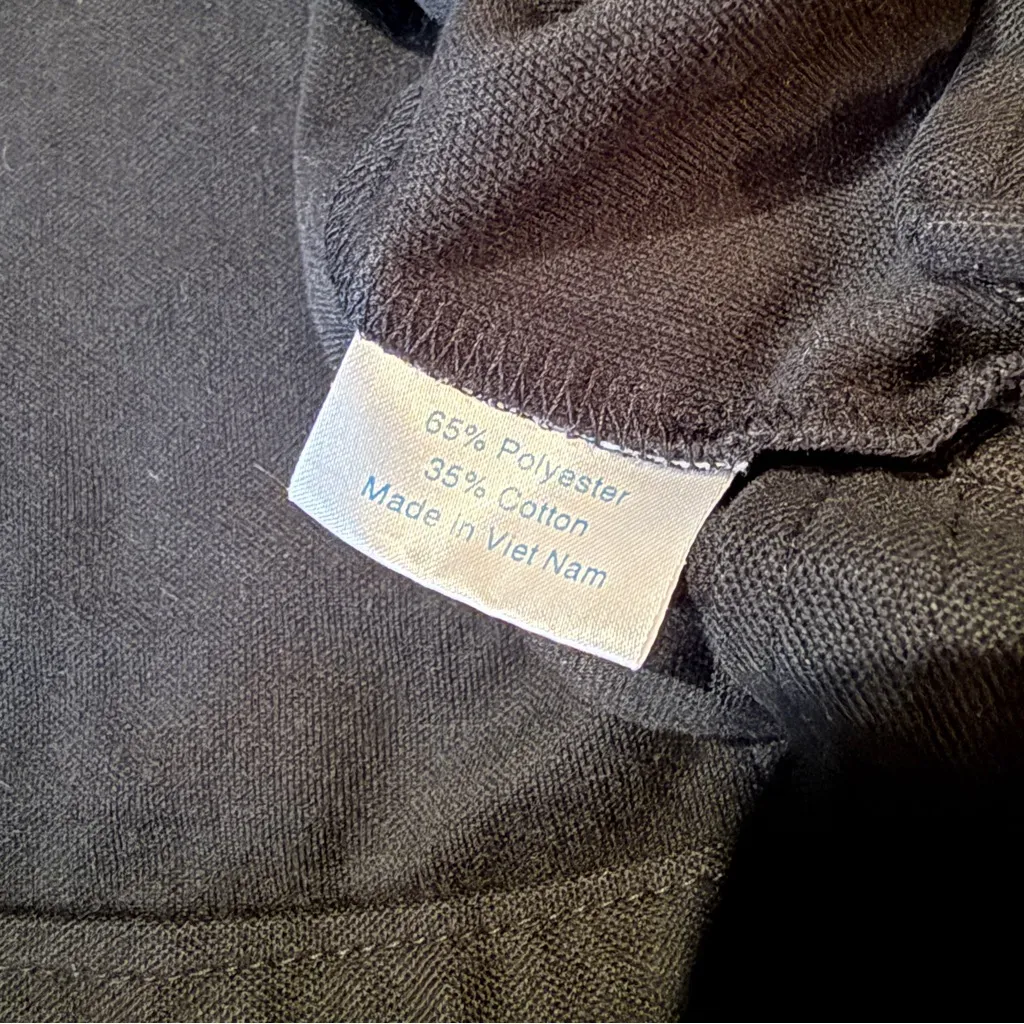 65% Polyester
35% Cotton
Made in Viet Nam